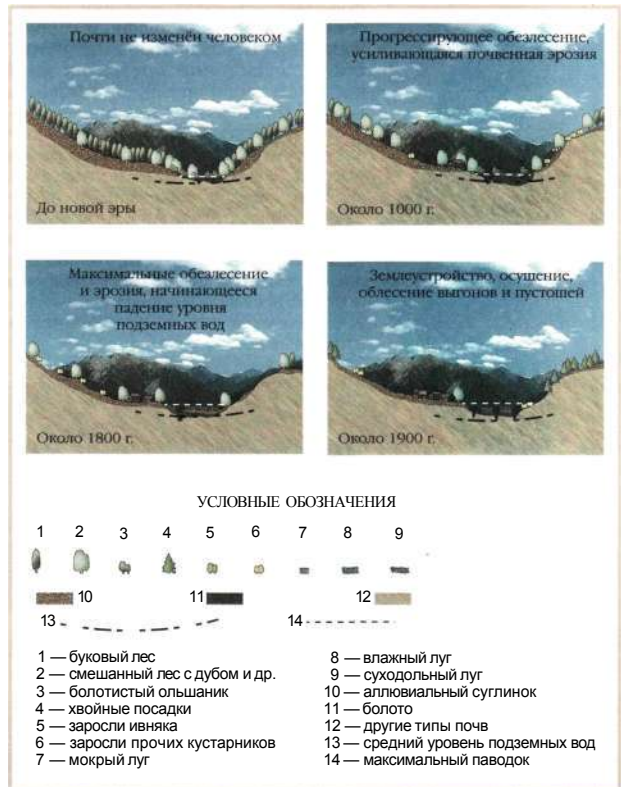 Почти не изменён человеком
До новой эры
Прогрессирующее обезлесение,
усиливающаяся почвенная эрозия
Около 1000 г.
Максимальные обезлесение
и эрозия, начинающееся
падение уровня
подземных вод
Около 1800 г.
Землеустройство, осушение,
облесение выгонов и пустошей
Около 1900 г.
УСЛОВНЫЕ ОБОЗНАЧЕНИЯ
1 2 3 4 5 6 7 8 9
10 11 12
13 14
1 — буковый лес
2 — смешанный лес с дубом и др.
3 — болотистый ольшаник
4 — хвойные посадки
5 — заросли ивняка
6 — заросли прочих кустарников
7 — мокрый луг
8 — влажный луг
9 — суходольный луг
10 — аллювиальный суглинок
11 — болото
12 — другие типы почв
13 — средний уровень подземных вод
14 — максимальный паводок